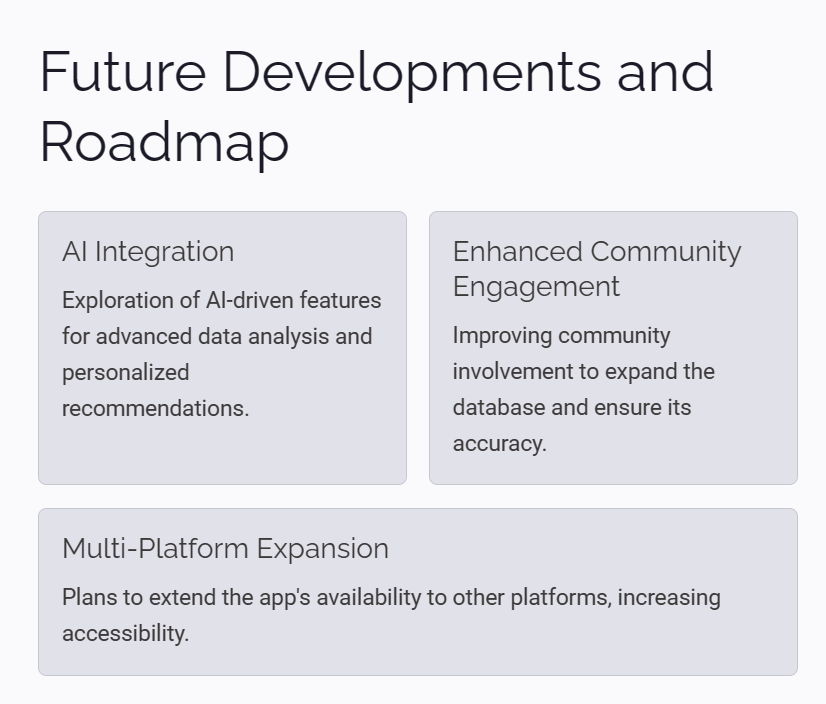 Future Developments and
Roadmap
AI Integration
Exploration of AI-driven features
for advanced data analysis and
personalized
recommendations.
Enhanced Community
Engagement
Improving community
involvement to expand the
database and ensure its
accuracy.
Multi-Platform Expansion
Plans to extend the app's availability to other platforms, increasing
accessibility.